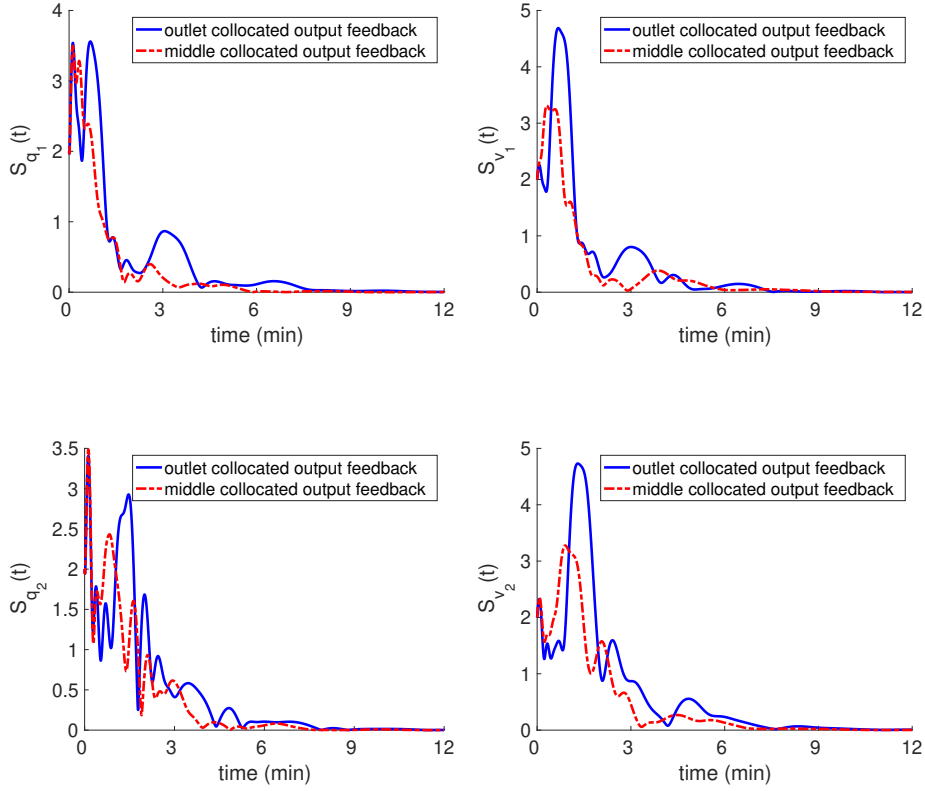 outlet collocated output feedback
middle collocated output feedback
S_{q_1}(t)
4
3
2
1
0
0 3 6 9 12
time (min)
outlet collocated output feedback
middle collocated output feedback
S_{v_1}(t)
5
4
3
2
1
0
0 3 6 9 12
time (min)
outlet collocated output feedback
middle collocated output feedback
S_{q_2}(t)
3.5
3
2.5
2
1.5
1
0.5
0
0 3 6 9 12
time (min)
outlet collocated output feedback
middle collocated output feedback
S_{v_2}(t)
5
4
3
2
1
0
0 3 6 9 12
time (min)